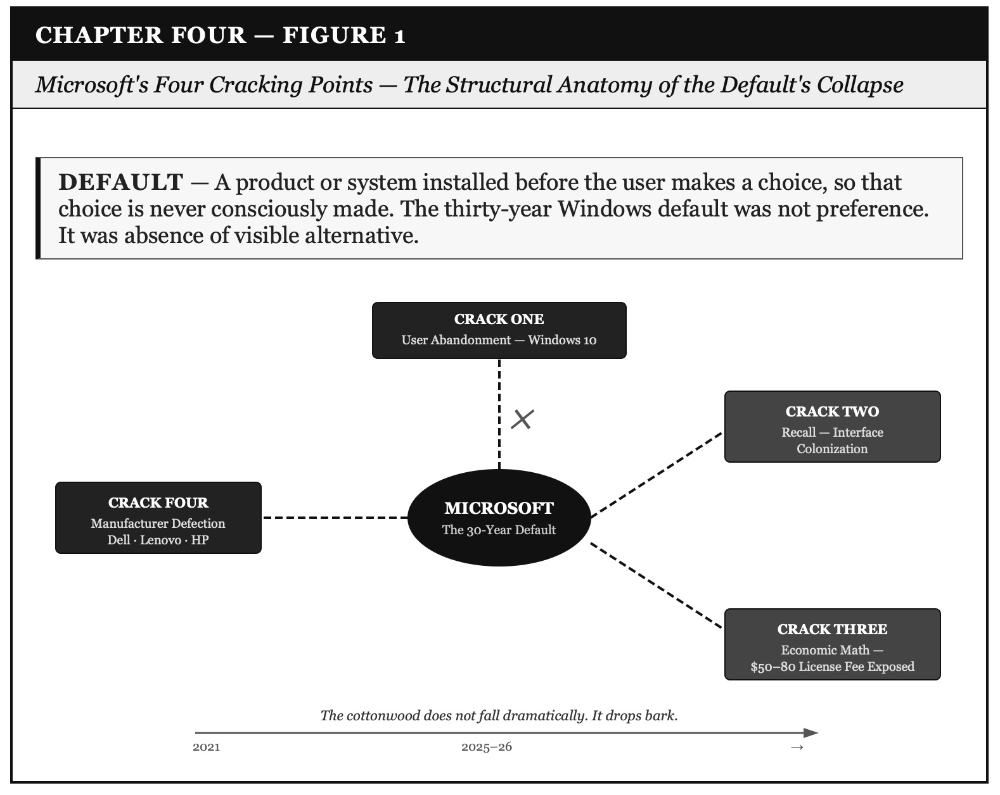 CHAPTER FOUR — FIGURE 1
Microsoft's Four Cracking Points — The Structural Anatomy of the Default's Collapse
DEFAULT — A product or system installed before the user makes a choice, so that
choice is never consciously made. The thirty-year Windows default was not preference.
It was absence of visible alternative.
CRACK ONE
User Abandonment — Windows 10
CRACK TWO
Recall — Interface
Colonization
CRACK FOUR
Manufacturer Defection
Dell · Lenovo · HP
MICROSOFT
The 30-Year Default
CRACK THREE
Economic Math —
$50–80 License Fee Exposed
The cottonwood does not fall dramatically. It drops bark.
2021
2025–26
→